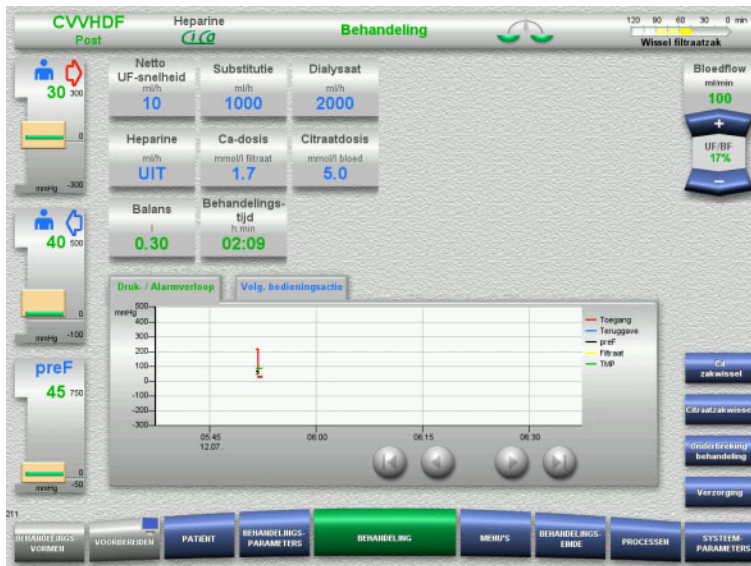 CVVHDF
Post
Heparine
CiCa
Behandeling
120 90 60 30 0 min
Wissel filtraatzak
30 300
0
mmHg -300
Netto
UF-snelheid
ml/h
10
Substitutie
ml/h
1000
Dialysaat
ml/h
2000
Bloedflow
ml/min
100
+
UF/BF
17%
−
Heparine
ml/h
UIT
Ca-dosis
mmol/l filtraat
1.7
Citraatdosis
mmol/l bloed
5.0
40 500
0
mmHg -100
Balans
l
0.30
Behandelings-
tijd
h:min
02:09
preF
45 750
0
mmHg -50
Druk- / Alarmverloop
Volg. bedieningsactie
mmHg
500
400
300
200
100
0
-100
-200
-300
05:45
12.07.
06:00
06:15
06:30
Toegang
Teruggave
preF
Filtraat
TMP
Ca
zakwissel
Citraatzakwissel
Onderbreking
behandeling
Verzorging
211
BEHANDELINGS-
VORMEN
VOORBEREIDEN
PATIËNT
BEHANDELINGS-
PARAMETERS
BEHANDELING
MENU'S
BEHANDELINGS-
EINDE
PROCESSEN
SYSTEEM-
PARAMETERS